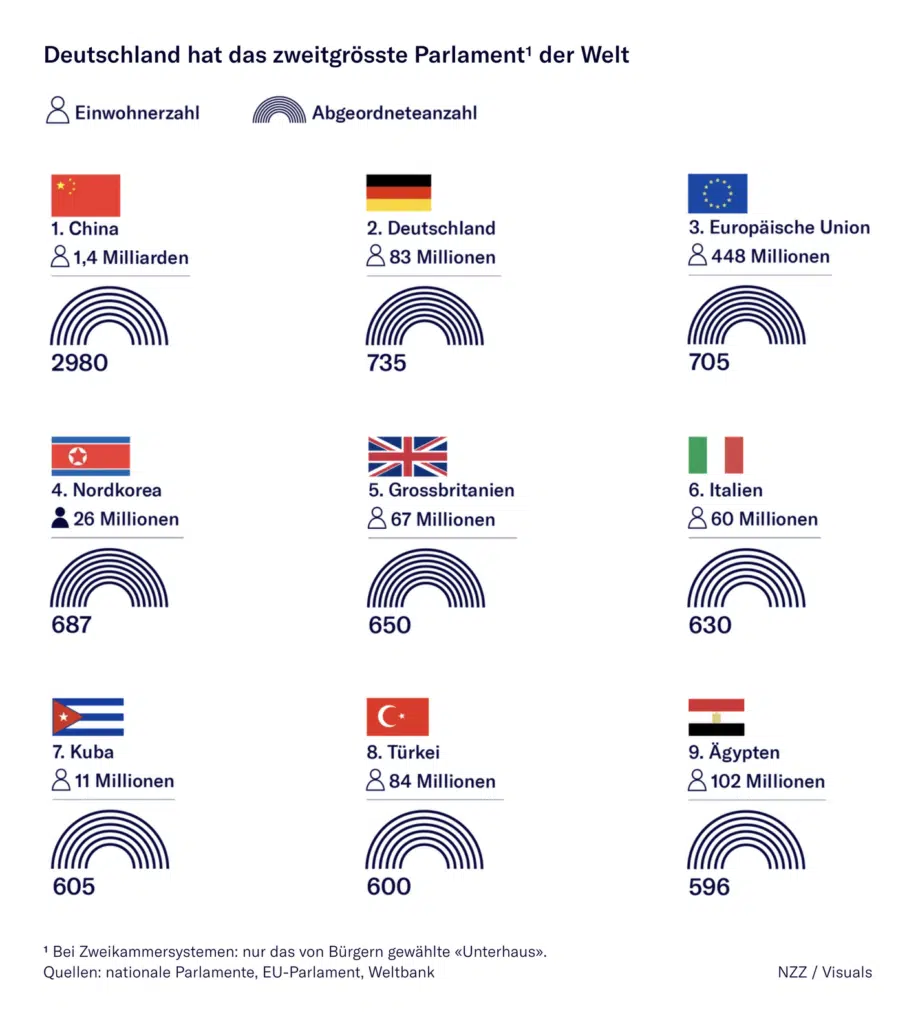 Deutschland hat das zweitgrösste Parlament¹ der Welt
Einwohnerzahl
Abgeordneteanzahl
1. China
1,4 Milliarden
2980
2. Deutschland
83 Millionen
735
3. Europäische Union
448 Millionen
705
4. Nordkorea
26 Millionen
687
5. Grossbritanien
67 Millionen
650
6. Italien
60 Millionen
630
7. Kuba
11 Millionen
605
8. Türkei
84 Millionen
600
9. Ägypten
102 Millionen
596
¹ Bei Zweikammersystemen: nur das von Bürgern gewählte «Unterhaus».
Quellen: nationale Parlamente, EU-Parlament, Weltbank
NZZ / Visuals